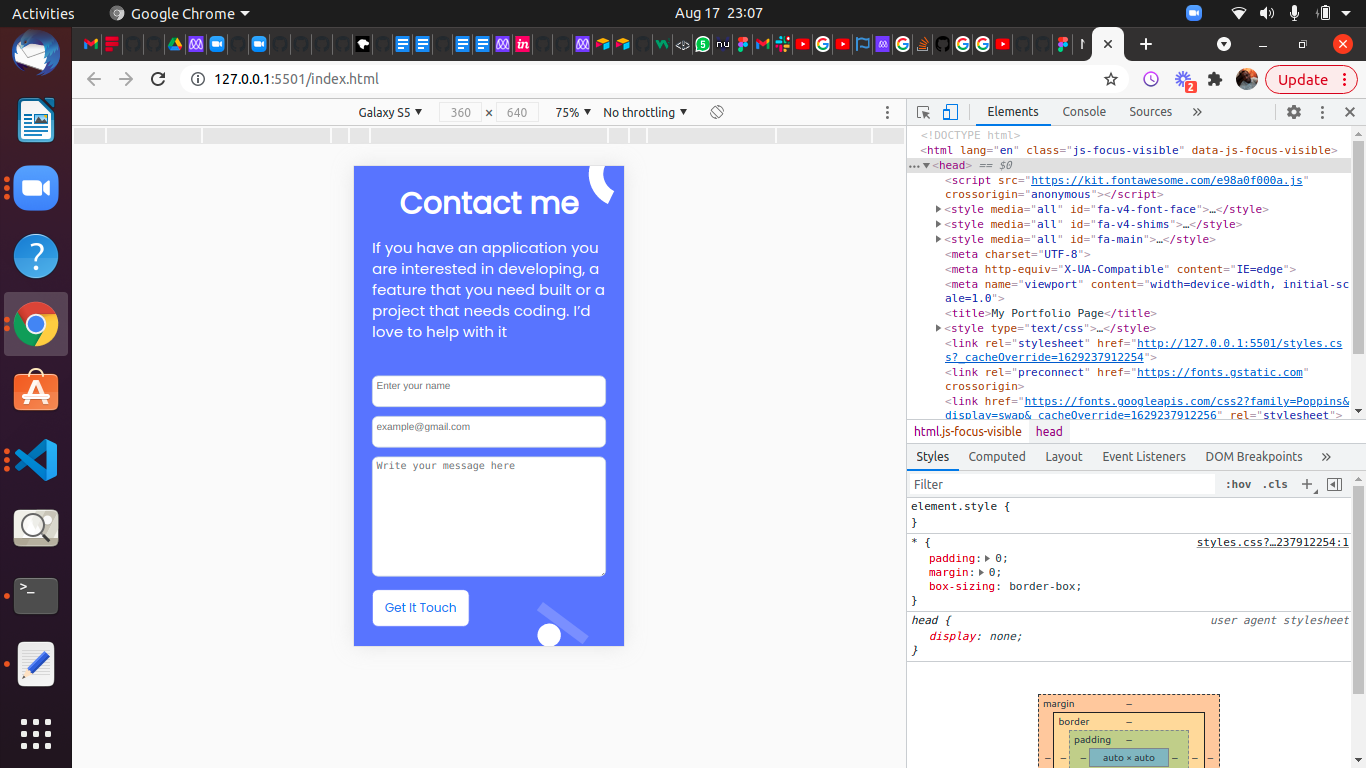 Activities
Google Chrome
Aug 17 23:07
127.0.0.1:5501/index.html
2
Update
Galaxy S5
360 × 640
75%
No throttling
Contact me
If you have an application you
are interested in developing, a
feature that you need built or a
project that needs coding. I’d
love to help with it
Enter your name
example@gmail.com
Write your message here
Get It Touch
Elements
Console
Sources
»
<!DOCTYPE html>
<html lang="en" class="js-focus-visible" data-js-focus-visible>
<head> == $0
<script src="https://kit.fontawesome.com/e98a0f000a.js"
crossorigin="anonymous"></script>
<style media="all" id="fa-v4-font-face">…</style>
<style media="all" id="fa-v4-shims">…</style>
<style media="all" id="fa-main">…</style>
<meta charset="UTF-8">
<meta http-equiv="X-UA-Compatible" content="IE=edge">
<meta name="viewport" content="width=device-width, initial-sc
ale=1.0">
<title>My Portfolio Page</title>
<style type="text/css">…</style>
<link rel="stylesheet" href="http://127.0.0.1:5501/styles.cs
s?_cacheOverride=1629237912254">
<link rel="preconnect" href="https://fonts.gstatic.com"
crossorigin>
<link href="https://fonts.googleapis.com/css2?family=Poppins&
display=swap&_cacheOverride=1629237912256" rel="stylesheet">
html.js-focus-visible
head
Styles
Computed
Layout
Event Listeners
DOM Breakpoints
»
Filter
:hov
.cls
element.style {
}
* {
styles.css?…237912254:1
padding: 0;
margin: 0;
box-sizing: border-box;
}
head {
user agent stylesheet
display: none;
}
margin –
border –
padding –
– – – auto × auto – – –